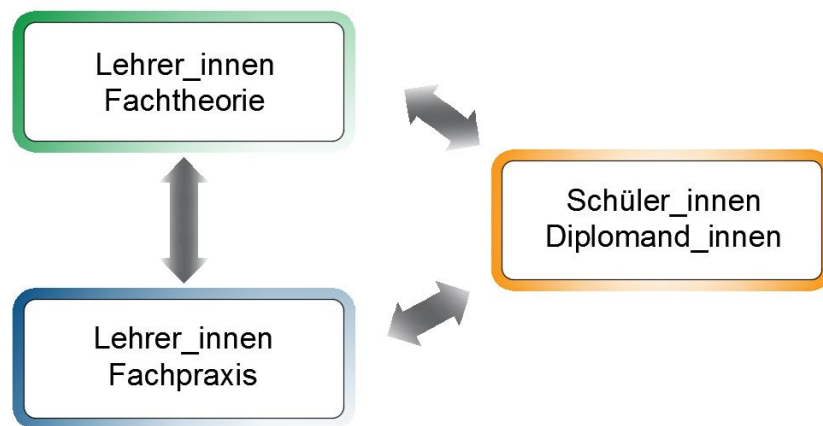 Lehrer_innen
Fachtheorie
Schüler_innen
Diplomand_innen
Lehrer_innen
Fachpraxis